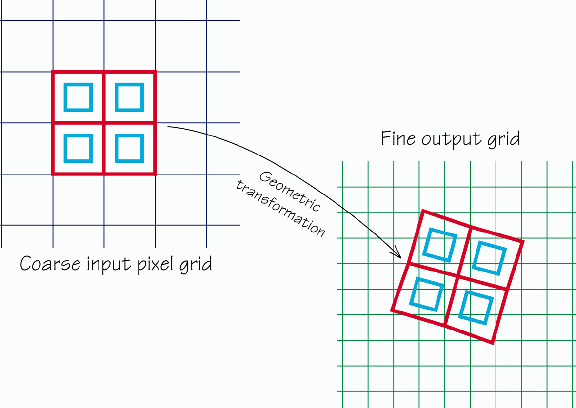 Fine output grid
Geometric
transformation
Coarse input pixel grid